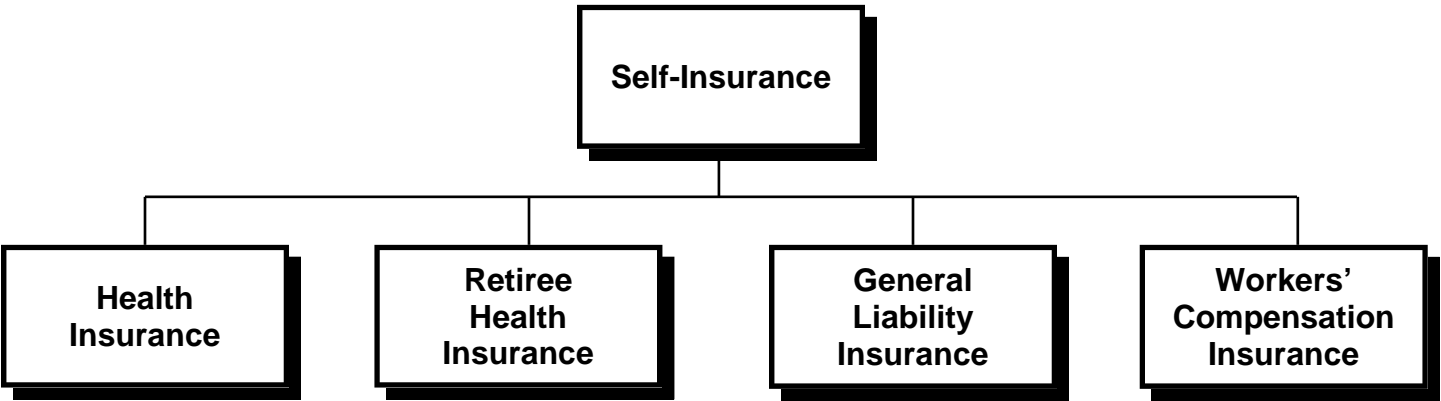 Self-Insurance
Health
Insurance
Retiree
Health
Insurance
General
Liability
Insurance
Workers’
Compensation
Insurance